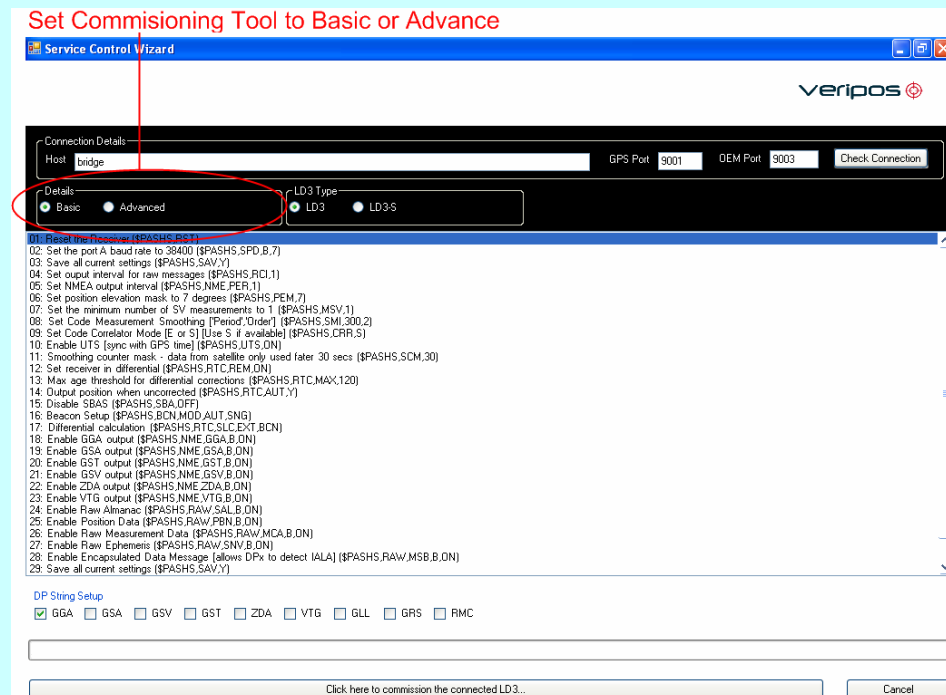 Set Commisioning Tool to Basic or Advance
Service Control Wizard
veripos
Connection Details
Host bridge GPS Port 9001 OEM Port 9003 Check Connection
Details LD3 Type
Basic Advanced LD3 LD3-S
01: Reset the Receiver ($PASHS,RST)
02: Set the port A baud rate to 38400 ($PASHS,SPD,B,7)
03: Save all current settings ($PASHS,SAV,Y)
04: Set ouput interval for raw messages ($PASHS,RCI,1)
05: Set NMEA output interval ($PASHS,NME,PER,1)
06: Set position elevation mask to 7 degrees ($PASHS,PEM,7)
07: Set the minimum number of SV measurements to 1 ($PASHS,MSV,1)
08: Set Code Measurement Smoothing ['Period','Order'] ($PASHS,SMI,300,2)
09: Set Code Correlator Mode [E or S] [Use S if available] ($PASHS,CRR,S)
10: Enable UTS [sync with GPS time] ($PASHS,UTS,ON)
11: Smoothing counter mask - data from satellite only used fater 30 secs ($PASHS,SCM,30)
12: Set receiver in differential ($PASHS,RTC,REM,ON)
13: Max age threshold for differential corrections ($PASHS,RTC,MAX,120)
14: Output position when uncorrected ($PASHS,RTC,AUT,Y)
15: Disable SBAS ($PASHS,SBA,OFF)
16: Beacon Setup ($PASHS,BCN,MOD,AUT,SNG)
17: Differential calculation ($PASHS,RTC,SLC,EXT,BCN)
18: Enable GGA output ($PASHS,NME,GGA,B,ON)
19: Enable GSA output ($PASHS,NME,GSA,B,ON)
20: Enable GST output ($PASHS,NME,GST,B,ON)
21: Enable GSV output ($PASHS,NME,GSV,B,ON)
22: Enable ZDA output ($PASHS,NME,ZDA,B,ON)
23: Enable VTG output ($PASHS,NME,VTG,B,ON)
24: Enable Raw Almanac ($PASHS,RAW,SAL,B,ON)
25: Enable Position Data ($PASHS,RAW,PBN,B,ON)
26: Enable Raw Measurement Data ($PASHS,RAW,MCA,B,ON)
27: Enable Raw Ephemeris ($PASHS,RAW,SNV,B,ON)
28: Enable Encapsulated Data Message [allows DPx to detect IALA] ($PASHS,RAW,MSB,B,ON)
29: Save all current settings ($PASHS,SAV,Y)
DP String Setup
GGA GSA GSV GST ZDA VTG GLL GRS RMC
Click here to commission the connected LD3... Cancel